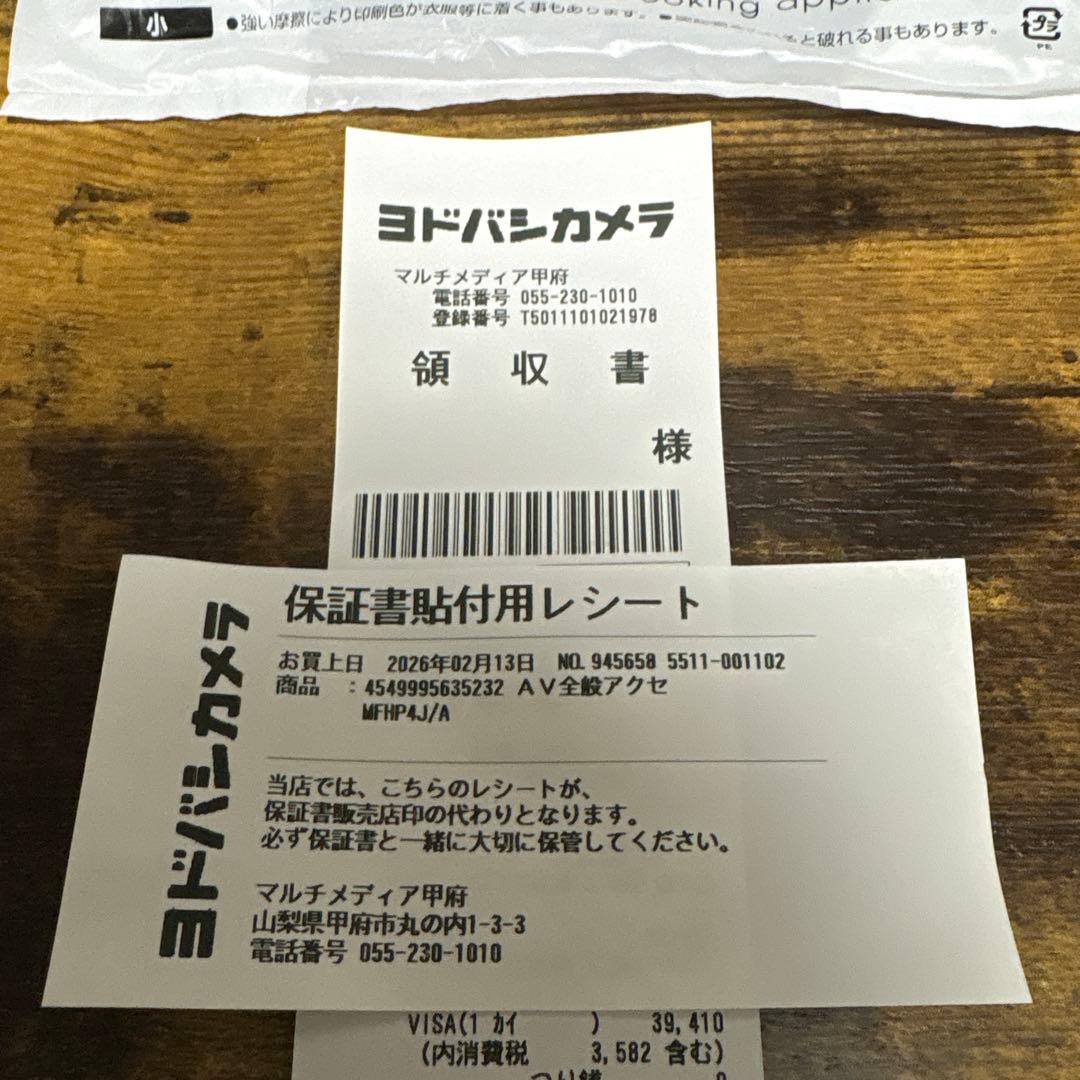 小
●強い摩擦により印刷色が衣服等に着く事もあります。
king appli
と破れる事もあります。
プラ
PE
ヨドバシカメラ
マルチメディア甲府
電話番号 055-230-1010
登録番号 T5011101021978
領 収 書
様
ヨドバシカメラ
保証書貼付用レシート
お買上日 2026年02月13日 NO. 945658 5511-001102
商品 : 4549995635232 AV全般アクセ
MFHP4J/A
当店では、こちらのレシートが、
保証書販売店印の代わりとなります。
必ず保証書と一緒に大切に保管してください。
マルチメディア甲府
山梨県甲府市丸の内1-3-3
電話番号 055-230-1010
VISA(1 カイ ) 39,410
(内消費税 3,582 含む)